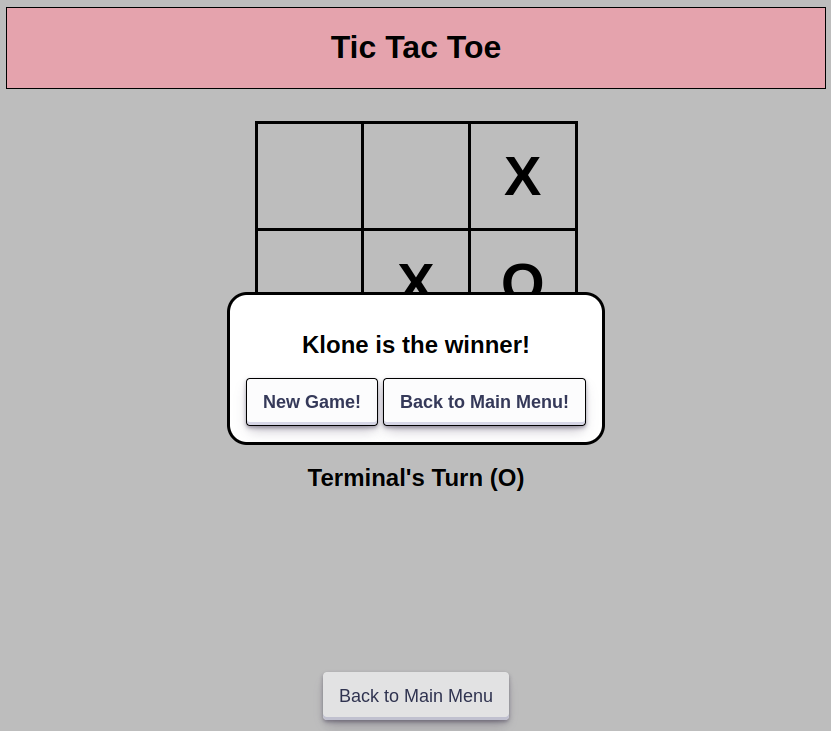 Tic Tac Toe
X
X O
Klone is the winner!
New Game! Back to Main Menu!
Terminal's Turn (O)
Back to Main Menu